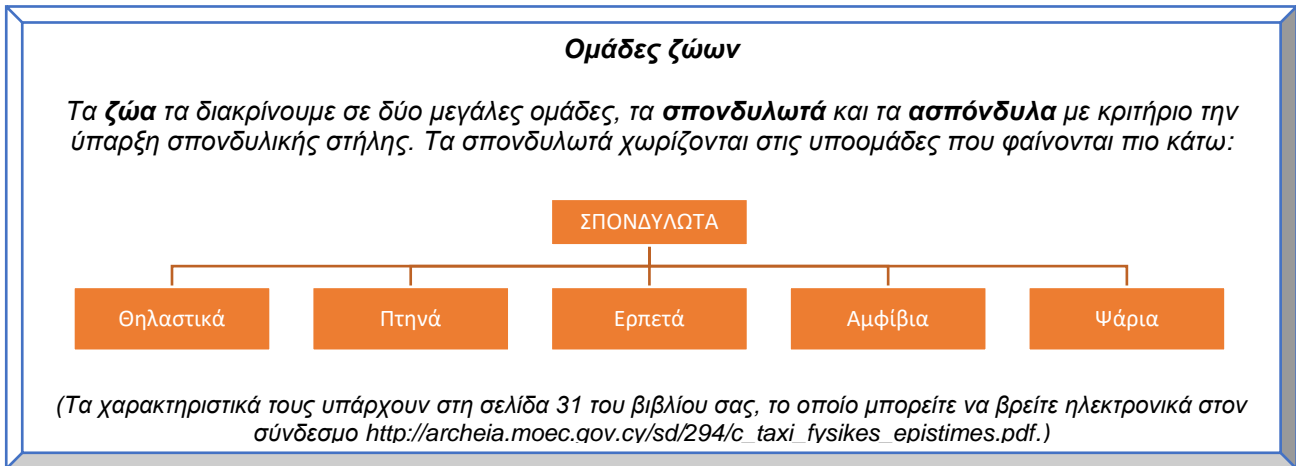 Ομάδες ζώων
Τα ζώα τα διακρίνουμε σε δύο μεγάλες ομάδες, τα σπονδυλωτά και τα ασπόνδυλα με κριτήριο την
ύπαρξη σπονδυλικής στήλης. Τα σπονδυλωτά χωρίζονται στις υποομάδες που φαίνονται πιο κάτω:
ΣΠΟΝΔΥΛΩΤΑ
Θηλαστικά Πτηνά Ερπετά Αμφίβια Ψάρια
(Τα χαρακτηριστικά τους υπάρχουν στη σελίδα 31 του βιβλίου σας, το οποίο μπορείτε να βρείτε ηλεκτρονικά στον
σύνδεσμο http://archeia.moec.gov.cy/sd/294/c_taxi_fysikes_epistimes.pdf.)